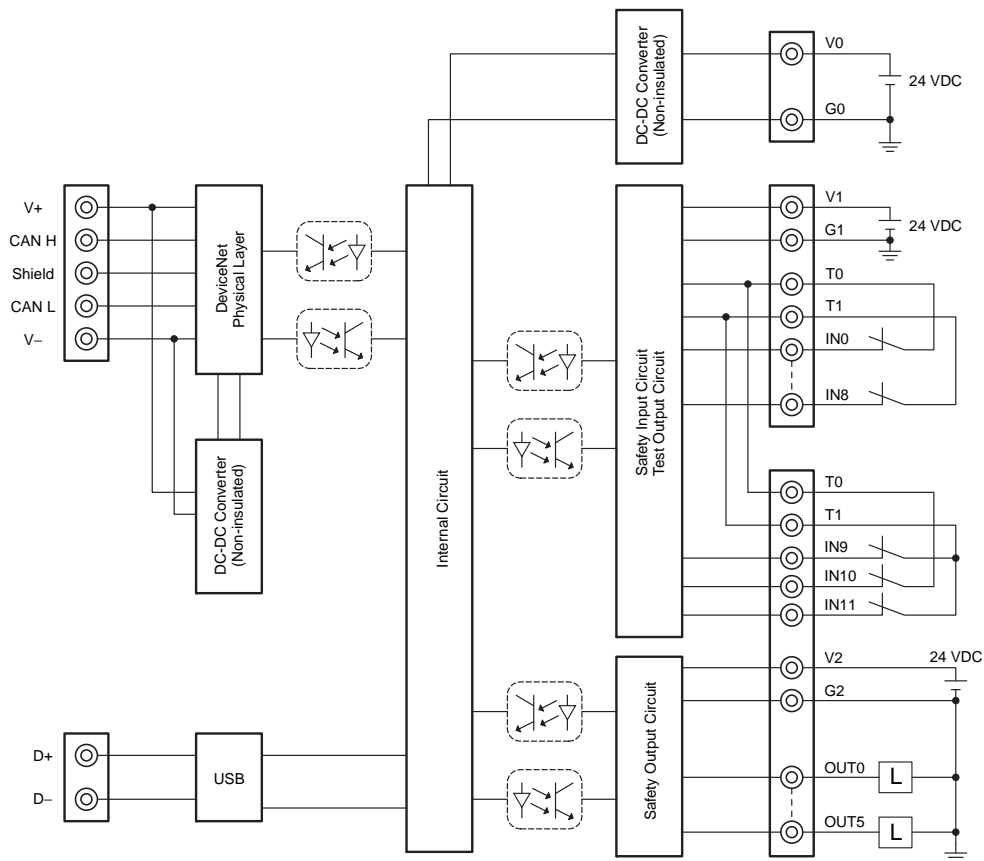 V0
24 VDC
G0
DC-DC Converter
(Non-insulated)
V+
CAN H
Shield
CAN L
V–
DeviceNet
Physical Layer
DC-DC Converter
(Non-insulated)
Internal Circuit
Safety Input Circuit
Test Output Circuit
V1
24 VDC
G1
T0
T1
IN0
IN8
T0
T1
IN9
IN10
IN11
V2
24 VDC
G2
Safety Output Circuit
OUT0
L
OUT5
L
D+
D–
USB